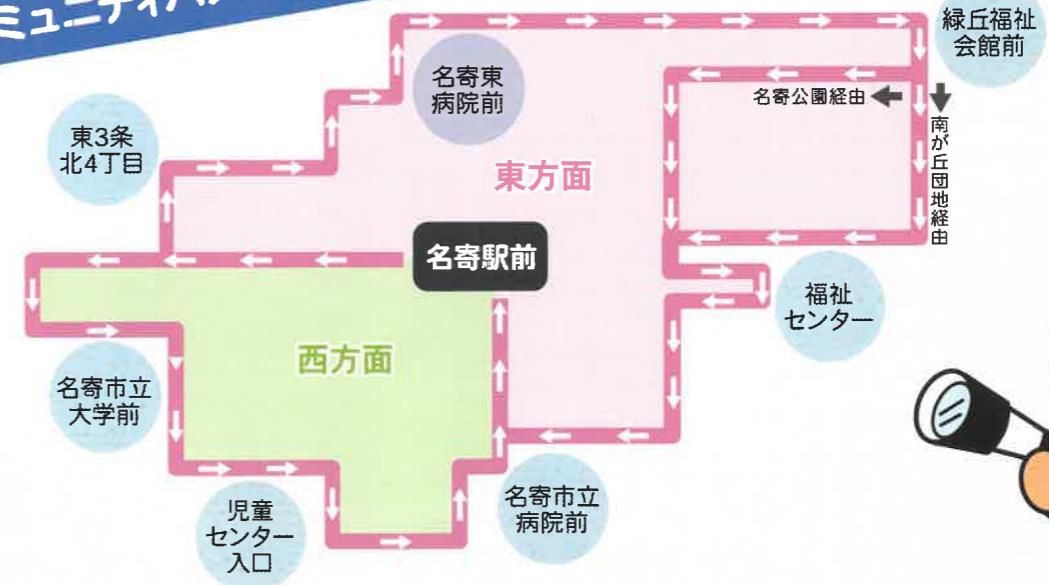 ミュニティバス
緑丘福祉
会館前
名寄東
病院前
名寄公園経由
南が丘団地経由
東3条
北4丁目
東方面
名寄駅前
福祉
センター
西方面
名寄市立
大学前
名寄市立
病院前
児童
センター
入口